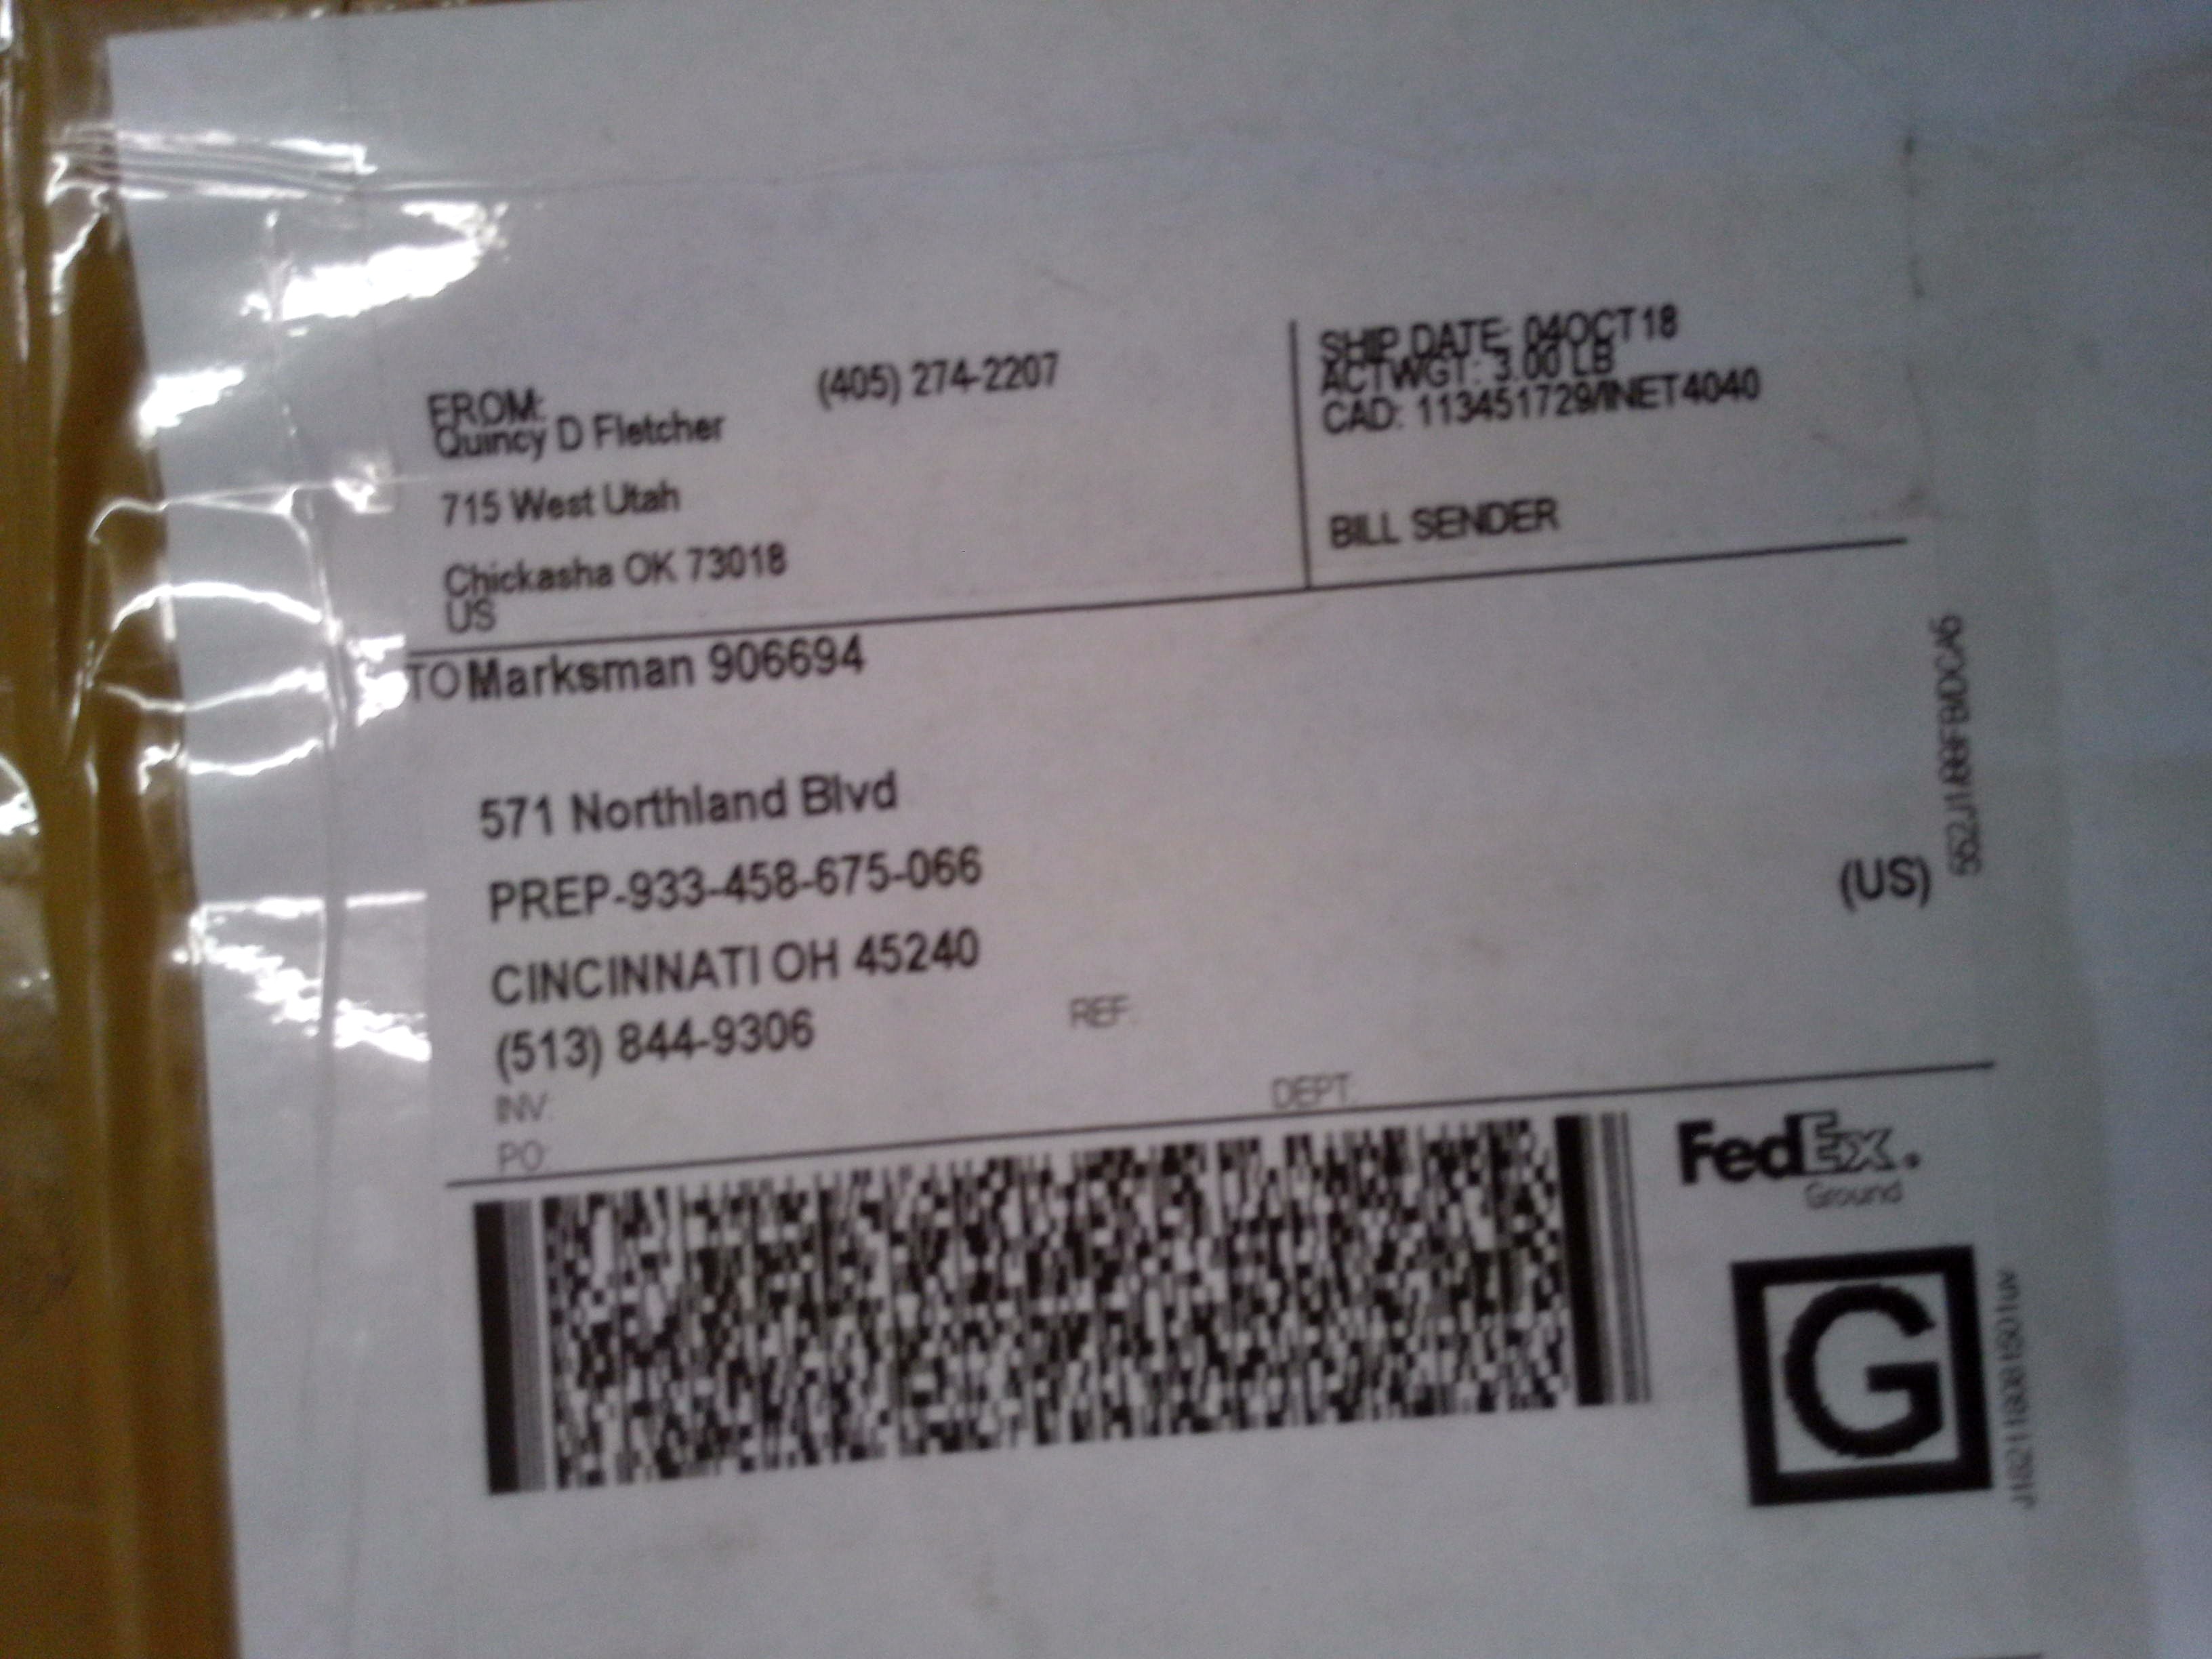 FROM:
(405) 274-2207
Quincy D Fletcher
715 West Utah
Chickasha OK 73018
US
SHIP DATE: 04OCT18
ACTWGT: 3.00 LB
CAD: 113451729/INET4040
BILL SENDER
TO Marksman 906694
571 Northland Blvd
PREP-933-458-675-066
CINCINNATI OH 45240
(US)
(513) 844-9306
REF:
INV:
DEPT:
PO:
FedEx.
Ground
G